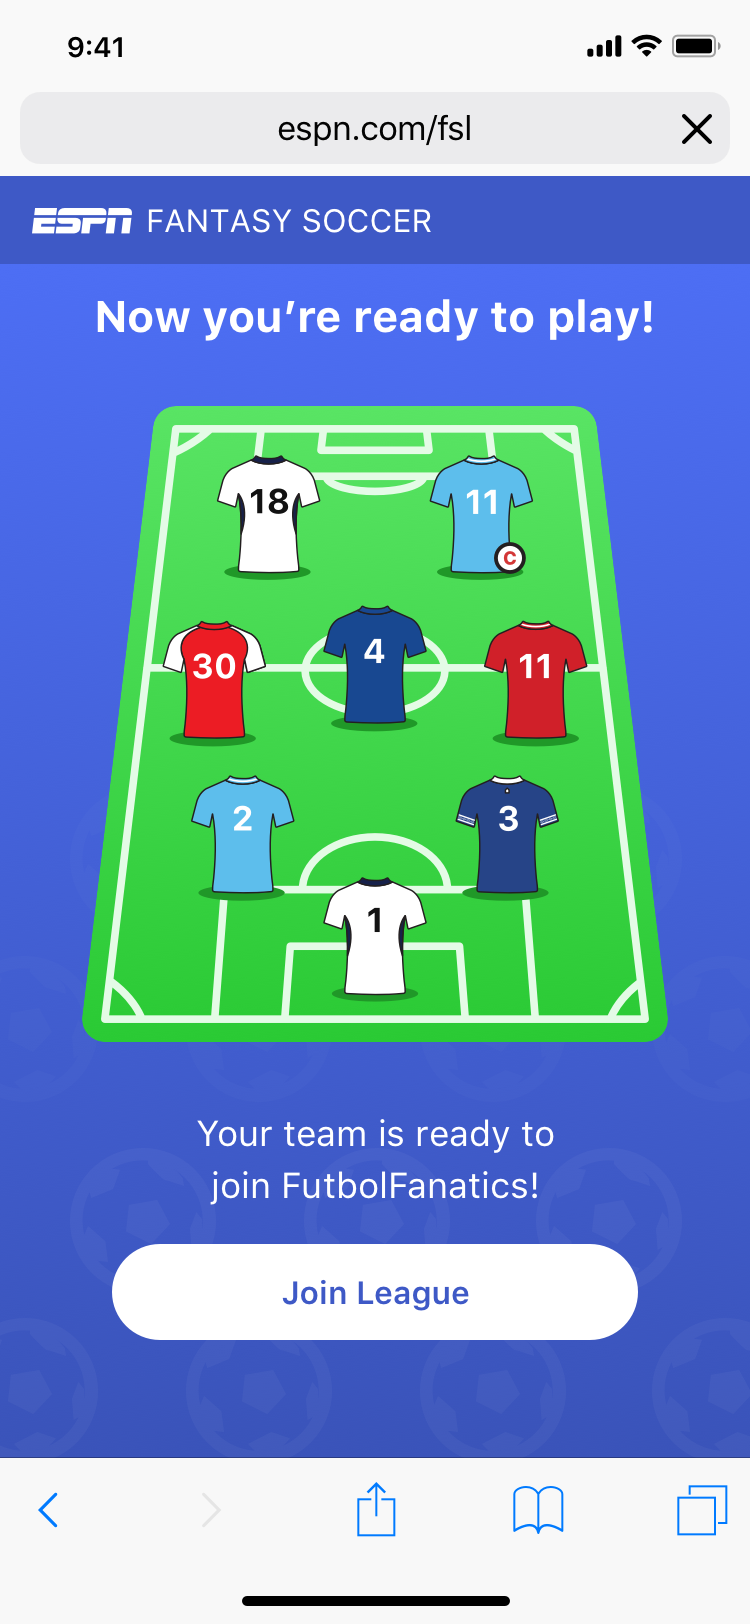 9:41
espn.com/fsl
ESPN FANTASY SOCCER
Now you’re ready to play!
18
11
C
30
4
11
2
3
1
Your team is ready to
join FutbolFanatics!
Join League